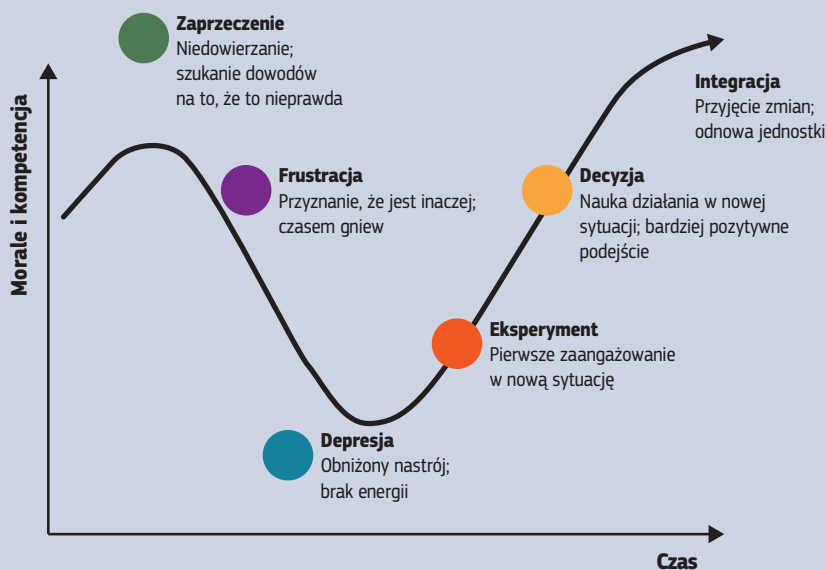 Zaprzeczenie
Niedowierzanie;
szukanie dowodów
na to, że to nieprawda
Morale i kompetencja
Frustracja
Przyznanie, że jest inaczej;
czasem gniew
Depresja
Obniżony nastrój;
brak energii
Eksperyment
Pierwsze zaangażowanie
w nową sytuację
Decyzja
Nauka działania w nowej
sytuacji; bardziej pozytywne
podejście
Integracja
Przyjęcie zmian;
odnowa jednostki
Czas